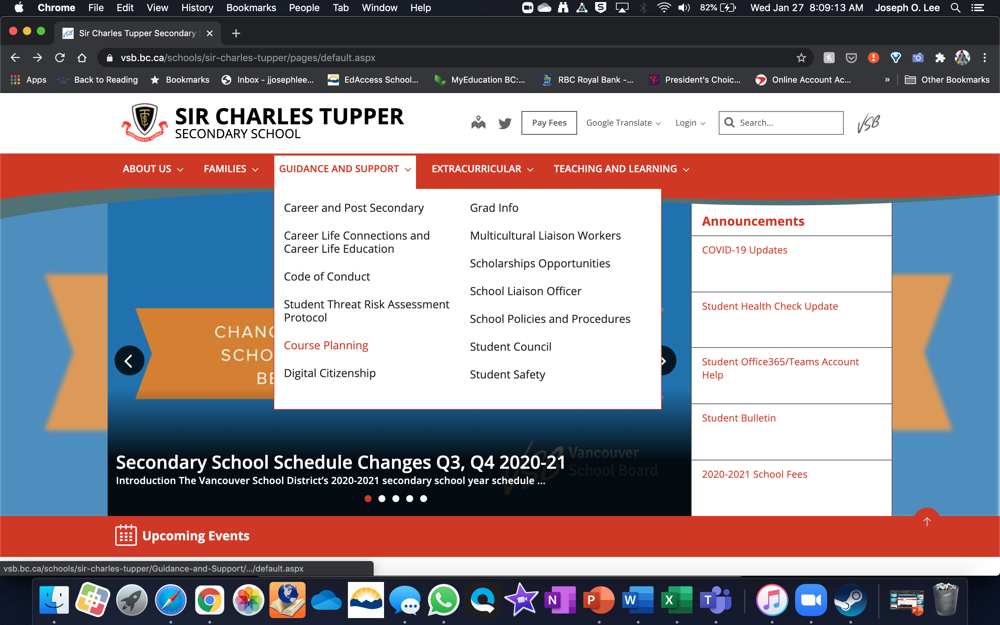 Chrome File Edit View History Bookmarks People Tab Window Help
82% Wed Jan 27 8:09:13 AM Joseph O. Lee
Sir Charles Tupper Secondary
vsb.bc.ca/schools/sir-charles-tupper/pages/default.aspx
Apps Back to Reading Bookmarks Inbox - jjosephlee... EdAccess School... MyEducation BC:... RBC Royal Bank -... President's Choic... Online Account Ac... » Other Bookmarks
SIR CHARLES TUPPER
SECONDARY SCHOOL
Pay Fees Google Translate Login Search... VSB
ABOUT US FAMILIES GUIDANCE AND SUPPORT EXTRACURRICULAR TEACHING AND LEARNING
Career and Post Secondary
Career Life Connections and
Career Life Education
Code of Conduct
Student Threat Risk Assessment
Protocol
Course Planning
Digital Citizenship
Grad Info
Multicultural Liaison Workers
Scholarships Opportunities
School Liaison Officer
School Policies and Procedures
Student Council
Student Safety
CHANG
SCHO
BE
Announcements
COVID-19 Updates
Student Health Check Update
Student Office365/Teams Account
Help
Student Bulletin
2020-2021 School Fees
VSB Vancouver
School Board
Secondary School Schedule Changes Q3, Q4 2020-21
Introduction The Vancouver School District’s 2020-2021 secondary school year schedule ...
Upcoming Events
vsb.bc.ca/schools/sir-charles-tupper/Guidance-and-Support/.../default.aspx
N P W X T
P